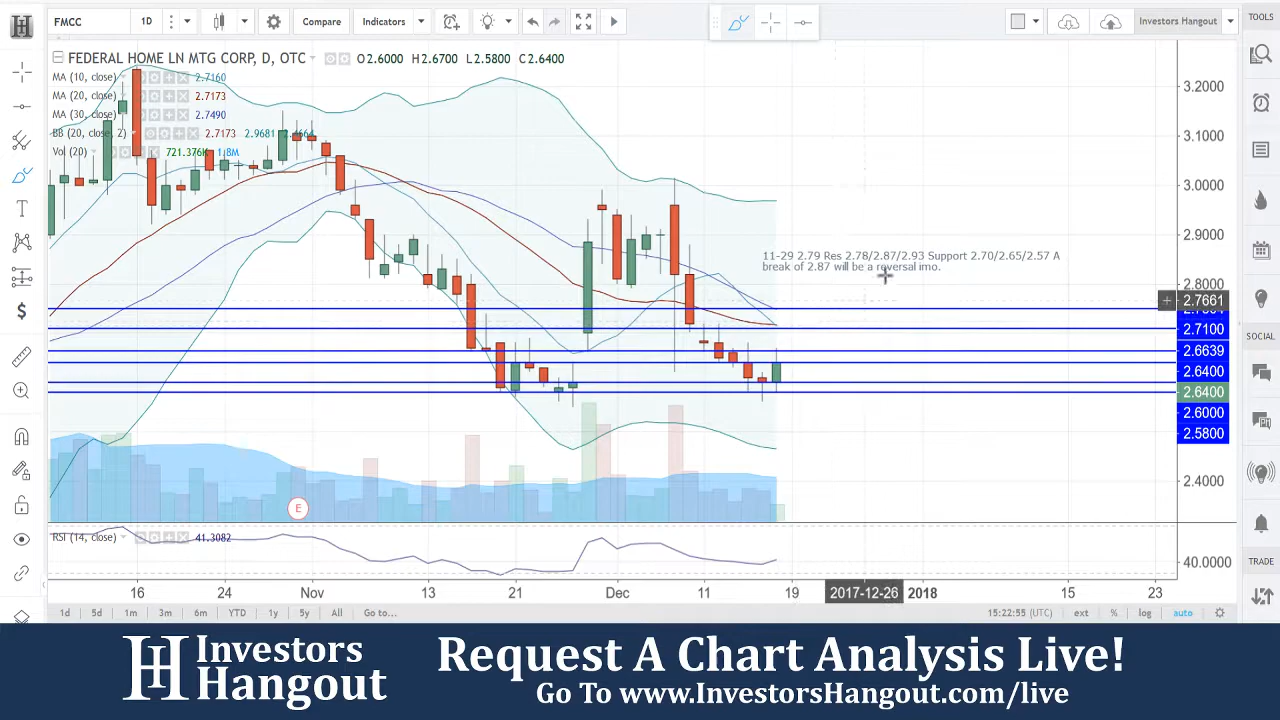 FMCC 1D Compare Indicators Investors Hangout TOOLS
FEDERAL HOME LN MTG CORP, D, OTC O2.6000 H2.6700 L2.5800 C2.6400
MA (10, close) 2.7160
MA (20, close) 2.7173
MA (30, close) 2.7490
BB (20, close, 2) 2.7173 2.9681
Vol (20) 721.376K 1.8M
3.2000
3.1000
3.0000
2.9000
2.8000
2.7661
2.7100
2.6639
2.6400
2.6400
2.6000
2.5800
2.4000
11-29 2.79 Res 2.78/2.87/2.93 Support 2.70/2.65/2.57 A
break of 2.87 will be a reversal imo.
SOCIAL
E
RSI (14, close) 41.3082
40.0000
TRADE
16 24 Nov 13 21 Dec 11 19 2017-12-26 2018 15 23
1d 5d 1m 3m 6m YTD 1y 5y All Go to... 15:22:55 (UTC) ext % log auto
Investors
Hangout
Request A Chart Analysis Live!
Go To www.InvestorsHangout.com/live